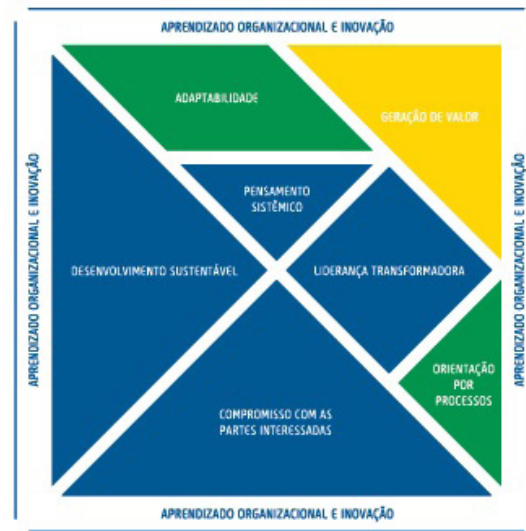 APRENDIZADO ORGANIZACIONAL E INOVAÇÃO
ADAPTABILIDADE
GERAÇÃO DE VALOR
PENSAMENTO
SISTÊMICO
APRENDIZADO ORGANIZACIONAL E INOVAÇÃO
DESENVOLVIMENTO SUSTENTÁVEL
LIDERANÇA TRANSFORMADORA
APRENDIZADO ORGANIZACIONAL E INOVAÇÃO
ORIENTAÇÃO
POR
PROCESSOS
COMPROMISSO COM AS
PARTES INTERESSADAS
APRENDIZADO ORGANIZACIONAL E INOVAÇÃO